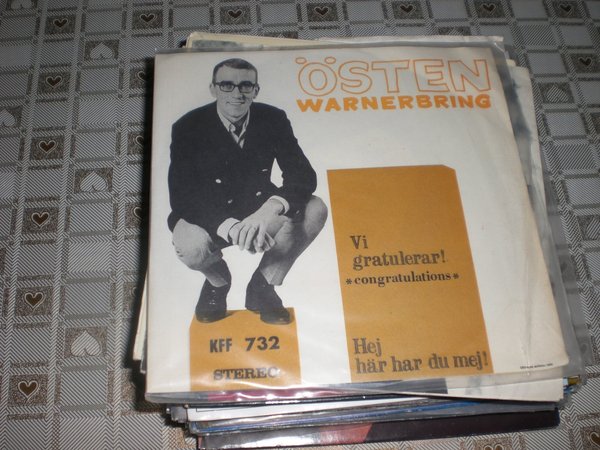 ÖSTEN
WARNERBRING
Vi
gratulerar!
*congratulations*
Hej
här har du mej!
KFF 732
STEREO